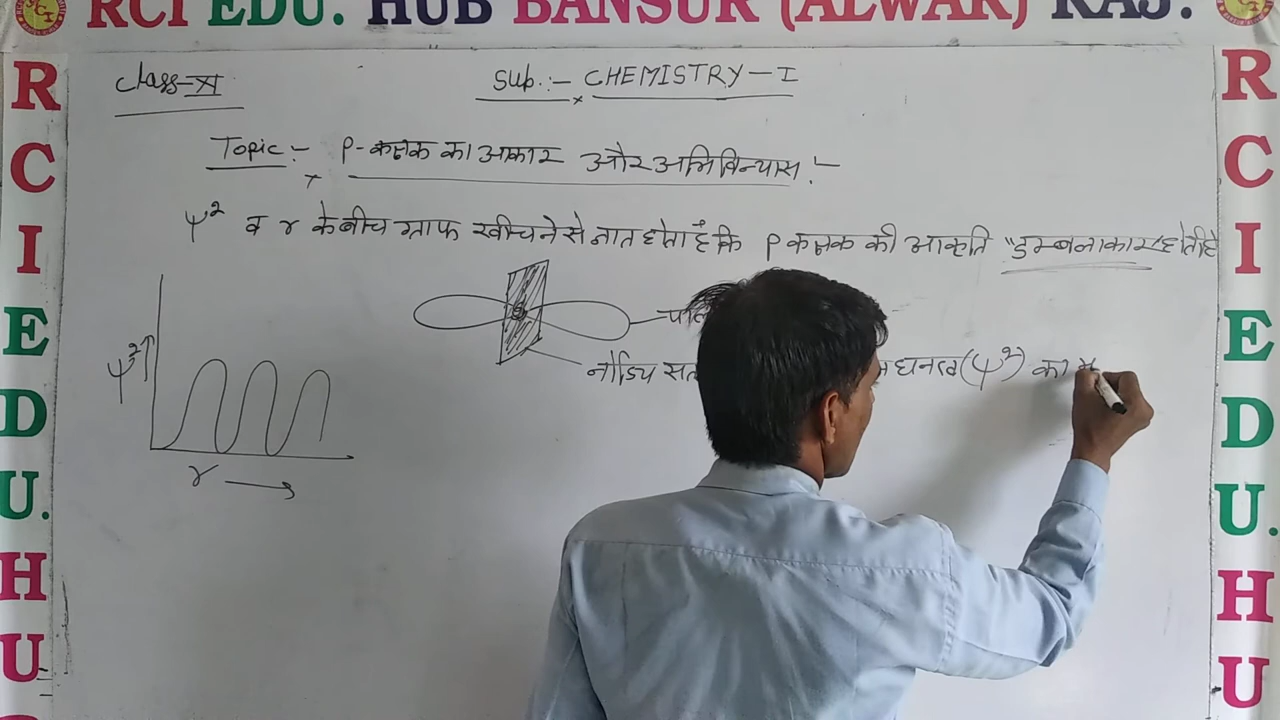 RCI EDU. HUB BANSUR (ALWAR) RAJ.
R
C
I
E
D
U.
H
U
Class-XI
Sub.:- CHEMISTRY-I
Topic:- P-कक्षक का आकार और अभिविन्यास :-
ψ² व r के बीच ग्राफ खीचने से ज्ञात होता है कि P कक्षक की आकृति "डम्बलाकार होती है
ψ²↑
r →
नोडिय
घनत्व (ψ²) का
R
C
I
E
D
U.
H
U